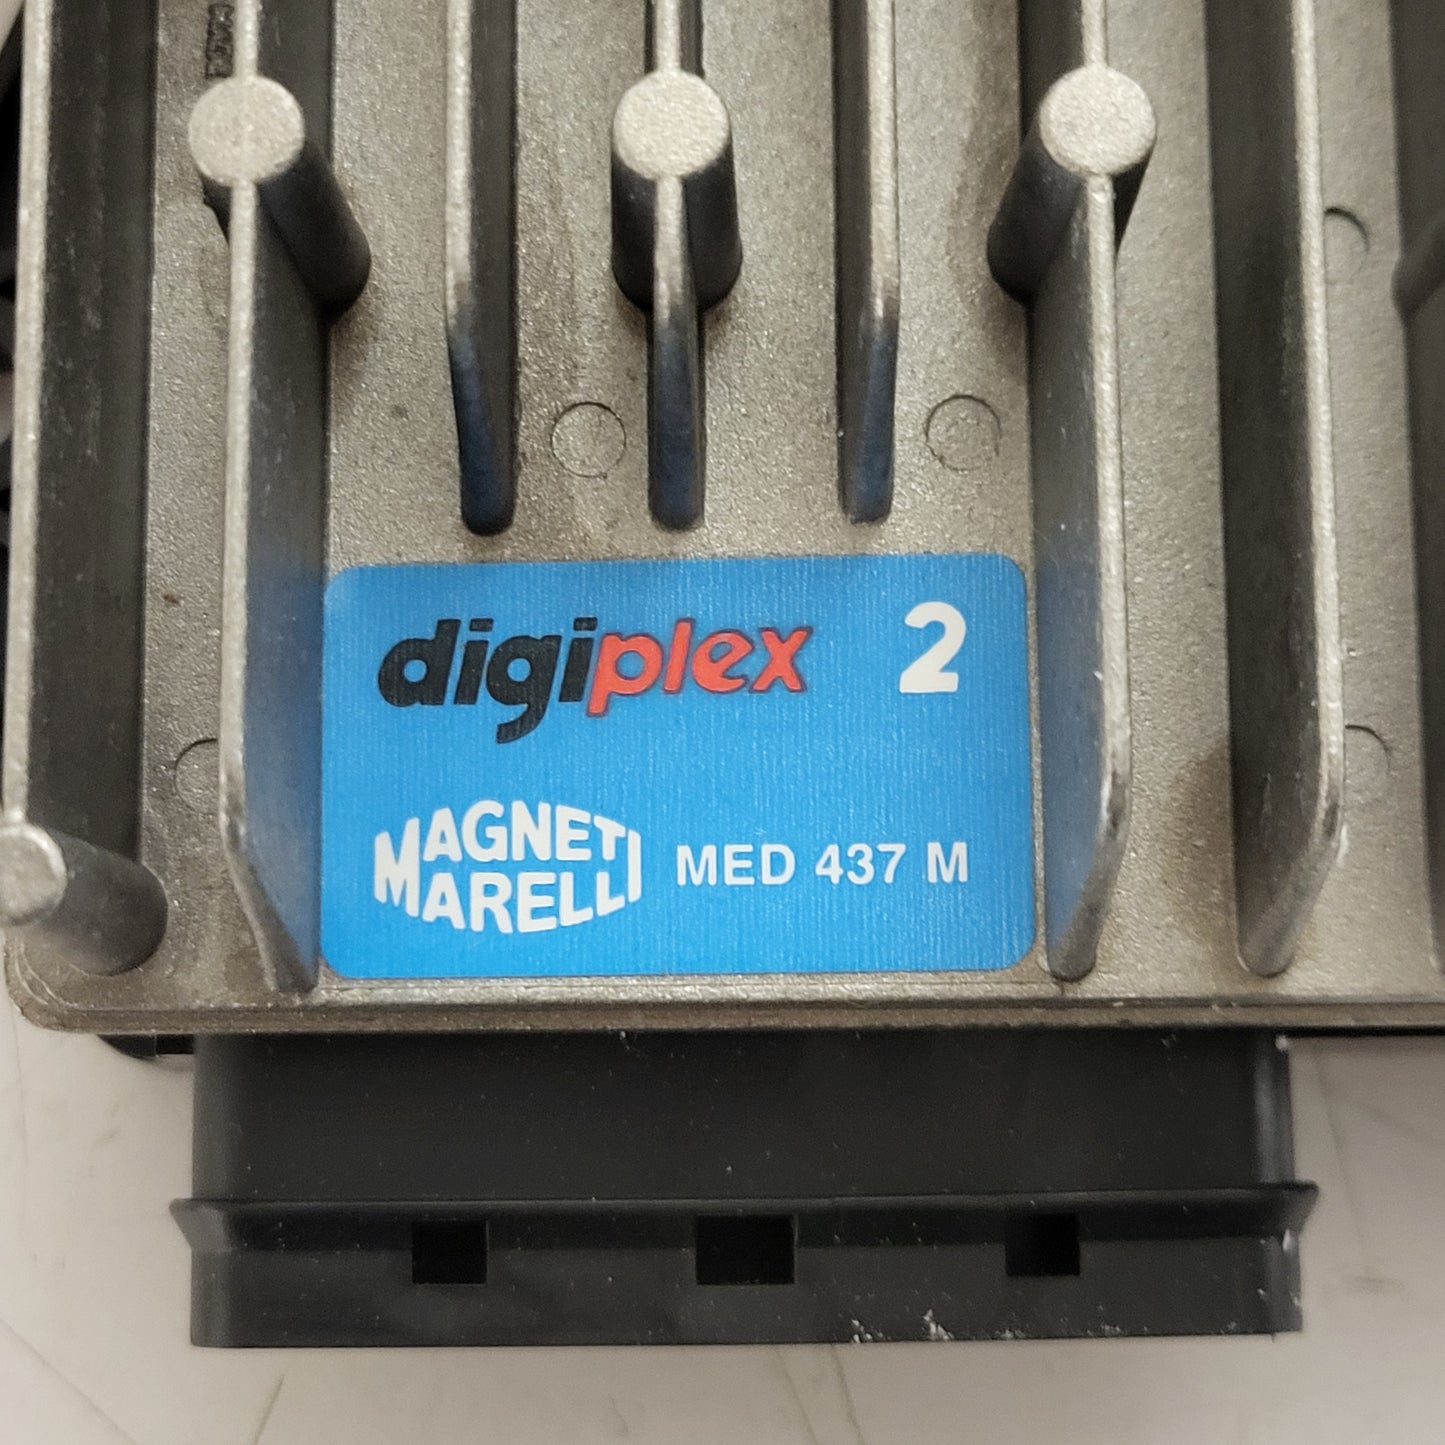 digiplex 2
MAGNETI
MARELLI
MED 437 M